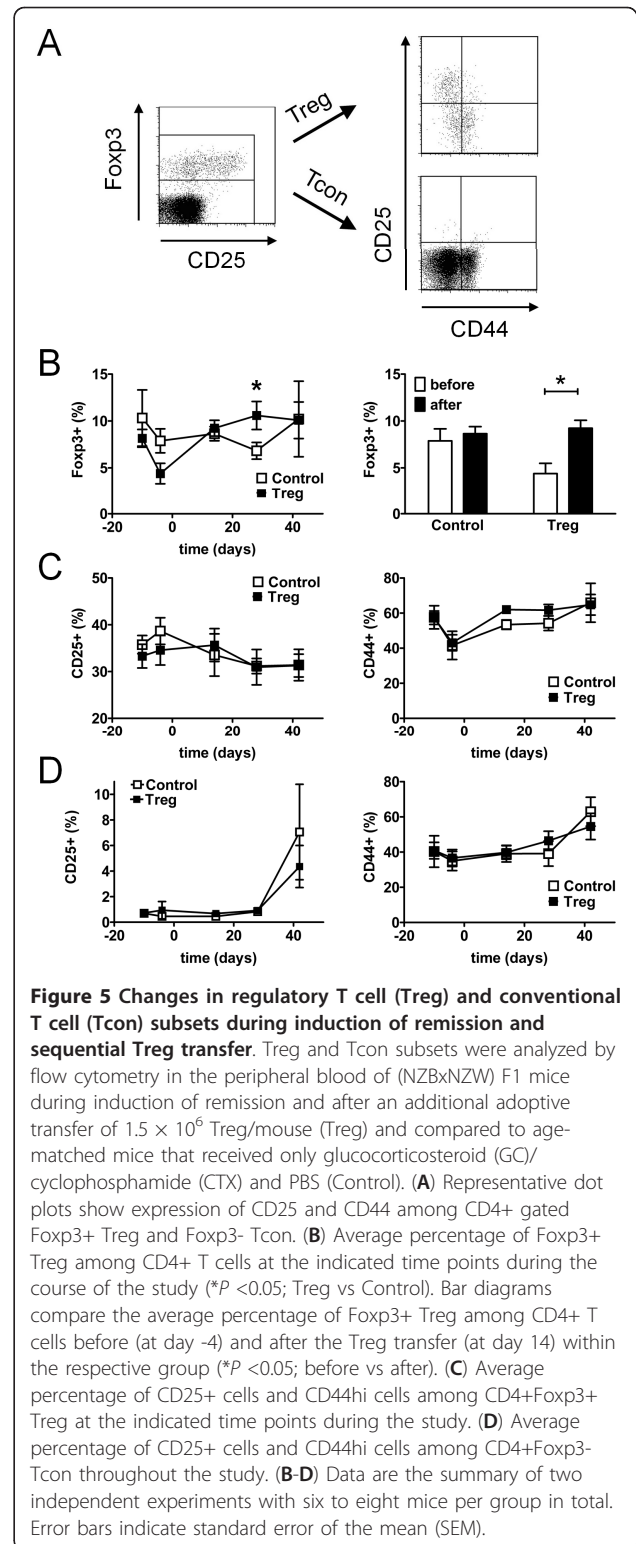 A
Foxp3
CD25
Treg
Tcon
CD25
CD44
B
15
10
5
0
Foxp3+ (%)
*
Control
Treg
-20 0 20 40
time (days)
15
10
5
0
Foxp3+ (%)
before
after
*
Control Treg
C
50
40
30
20
CD25+ (%)
Control
Treg
-20 0 20 40
time (days)
80
60
40
20
0
CD44+ (%)
Control
Treg
-20 0 20 40
time (days)
D
10
8
6
4
2
0
CD25+ (%)
Control
Treg
-20 0 20 40
time (days)
80
60
40
20
0
CD44+ (%)
Control
Treg
-20 0 20 40
time (days)
Figure 5 Changes in regulatory T cell (Treg) and conventional
T cell (Tcon) subsets during induction of remission and
sequential Treg transfer. Treg and Tcon subsets were analyzed by
flow cytometry in the peripheral blood of (NZBxNZW) F1 mice
during induction of remission and after an additional adoptive
transfer of 1.5 × 10⁶ Treg/mouse (Treg) and compared to age-
matched mice that received only glucocorticosteroid (GC)/
cyclophosphamide (CTX) and PBS (Control). (A) Representative dot
plots show expression of CD25 and CD44 among CD4+ gated
Foxp3+ Treg and Foxp3- Tcon. (B) Average percentage of Foxp3+
Treg among CD4+ T cells at the indicated time points during the
course of the study (*P <0.05; Treg vs Control). Bar diagrams
compare the average percentage of Foxp3+ Treg among CD4+ T
cells before (at day -4) and after the Treg transfer (at day 14) within
the respective group (*P <0.05; before vs after). (C) Average
percentage of CD25+ cells and CD44hi cells among CD4+Foxp3+
Treg at the indicated time points during the study. (D) Average
percentage of CD25+ cells and CD44hi cells among CD4+Foxp3-
Tcon throughout the study. (B-D) Data are the summary of two
independent experiments with six to eight mice per group in total.
Error bars indicate standard error of the mean (SEM).